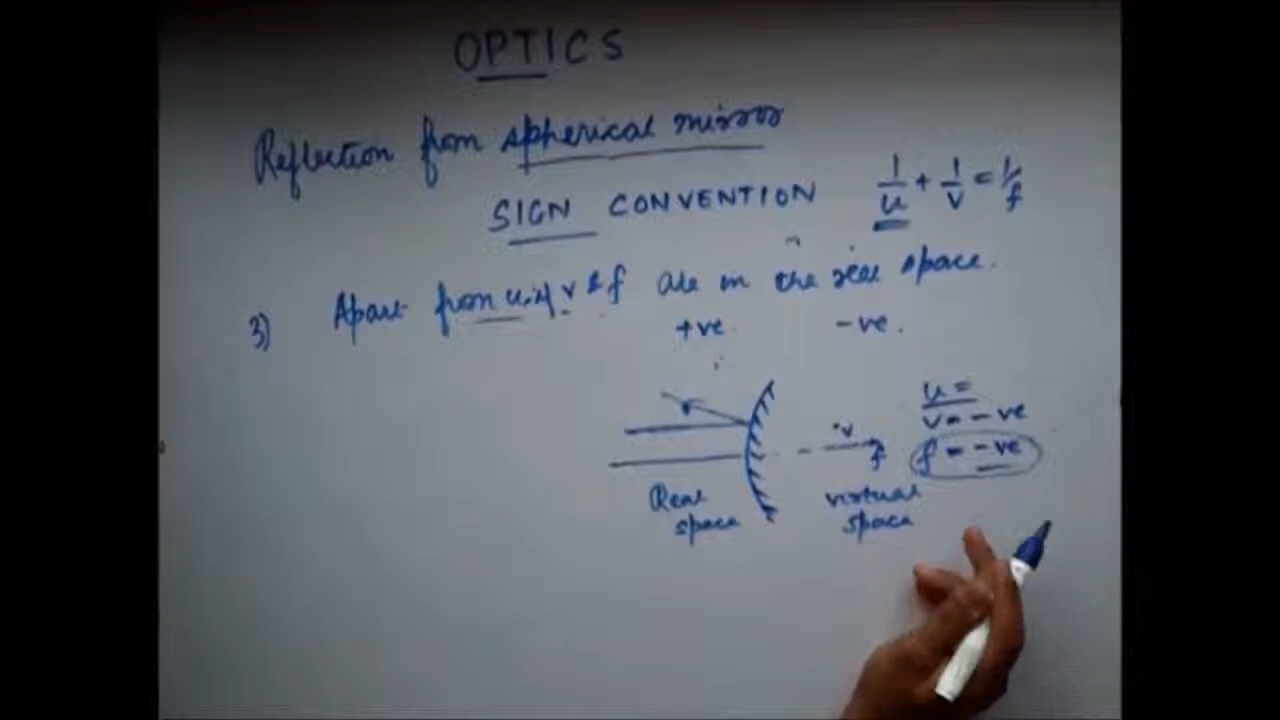 OPTICS
Reflection from spherical mirror
SIGN CONVENTION
1/u + 1/v = 1/f
3) Apart from u, if v & f are in the real space.
+ve -ve.
u =
v = -ve
f = -ve
v
f
Real space
virtual space